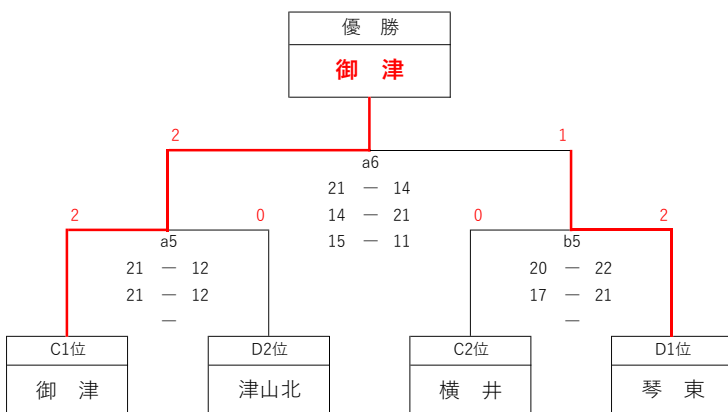 優 勝
御 津
2
1
a6
21 ― 14
14 ― 21
15 ― 11
2
0
0
2
a5
b5
21 ― 12
21 ― 12
―
20 ― 22
17 ― 21
―
C1位
御 津
D2位
津山北
C2位
横 井
D1位
琴 東